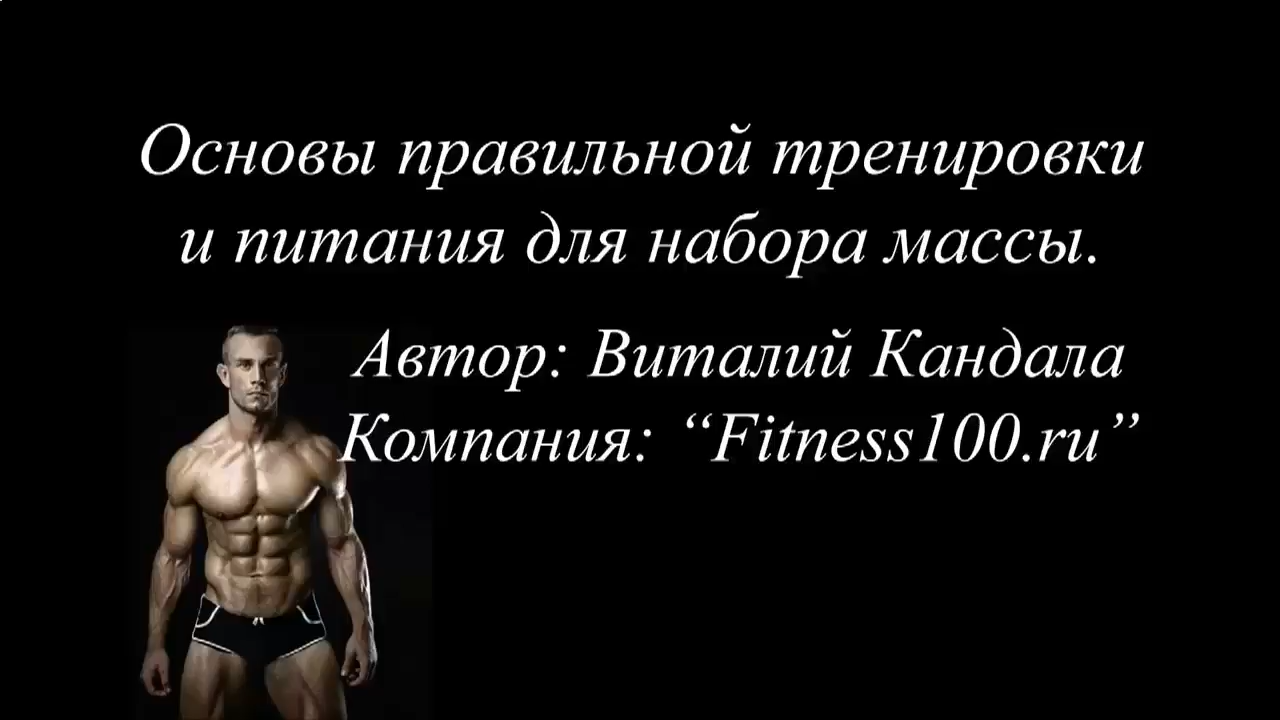 Основы правильной тренировки
и питания для набора массы.
Автор: Виталий Кандала
Компания: “Fitness100.ru”